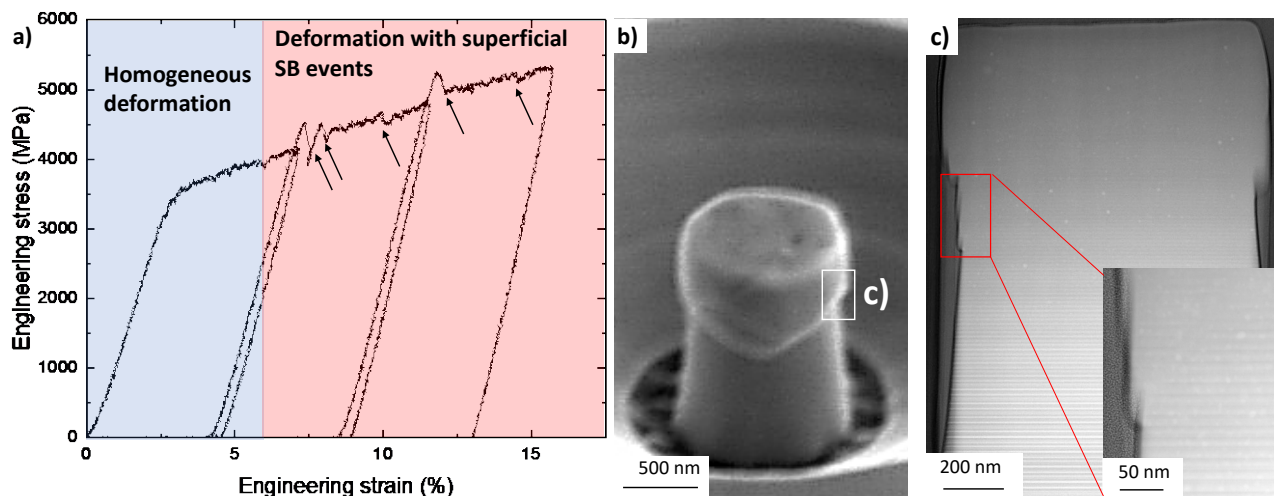 a)
Homogeneous
deformation
Deformation with superficial
SB events
6000
5000
4000
3000
2000
1000
0
Engineering stress (MPa)
0
5
10
15
Engineering strain (%)
b)
c)
500 nm
c)
200 nm
50 nm